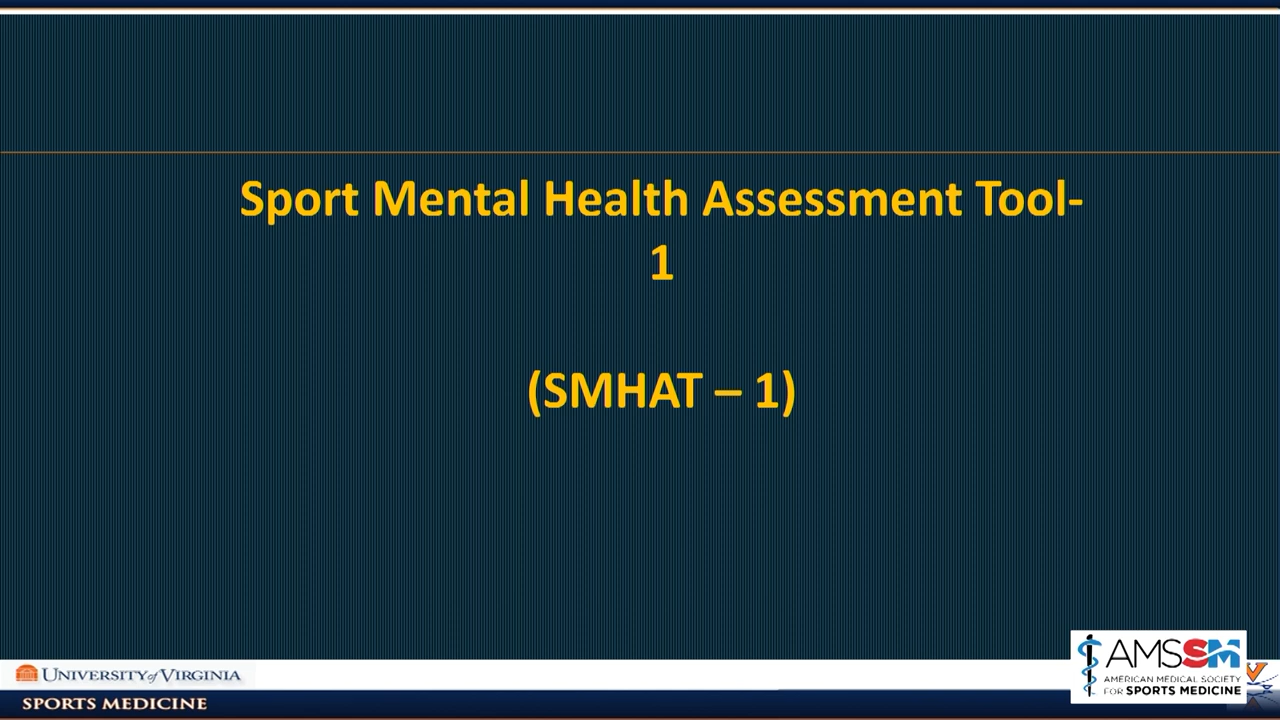 Sport Mental Health Assessment Tool-
1
(SMHAT – 1)
UNIVERSITY of VIRGINIA
SPORTS MEDICINE
AMSSM
AMERICAN MEDICAL SOCIETY
FOR SPORTS MEDICINE